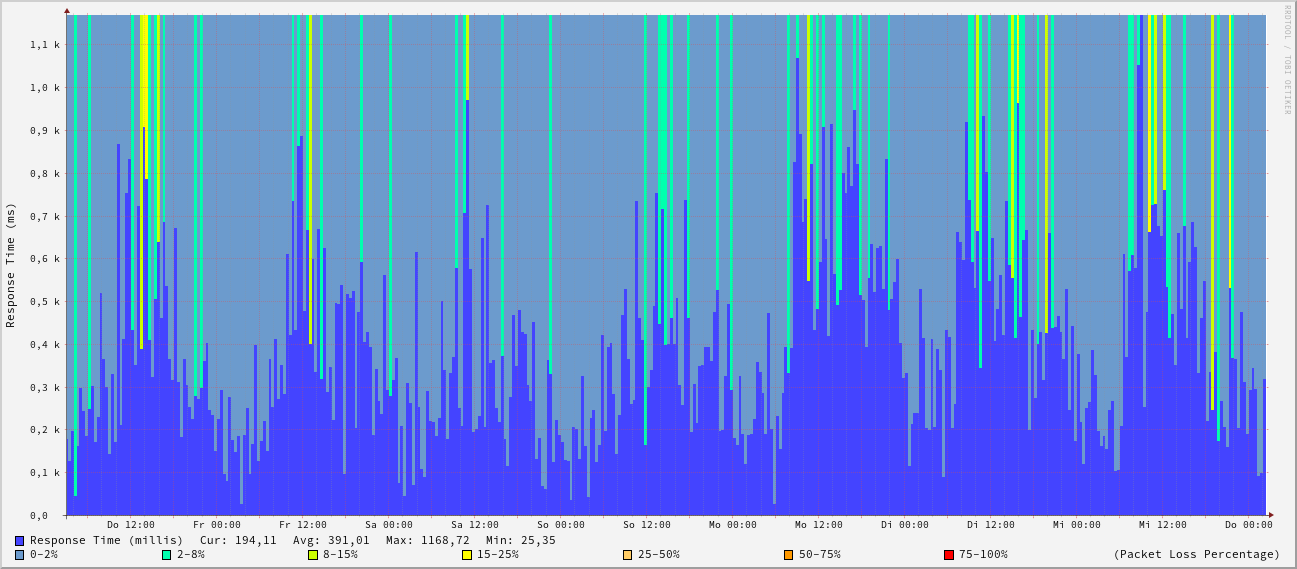 RRDTOOL / TOBI OETIKER
Response Time (ms)
1,1 k
1,0 k
0,9 k
0,8 k
0,7 k
0,6 k
0,5 k
0,4 k
0,3 k
0,2 k
0,1 k
0,0
Do 12:00 Fr 00:00 Fr 12:00 Sa 00:00 Sa 12:00 So 00:00 So 12:00 Mo 00:00 Mo 12:00 Di 00:00 Di 12:00 Mi 00:00 Mi 12:00 Do 00:00
Response Time (millis) Cur: 194,11 Avg: 391,01 Max: 1168,72 Min: 25,35
0-2% 2-8% 8-15% 15-25% 25-50% 50-75% 75-100% (Packet Loss Percentage)